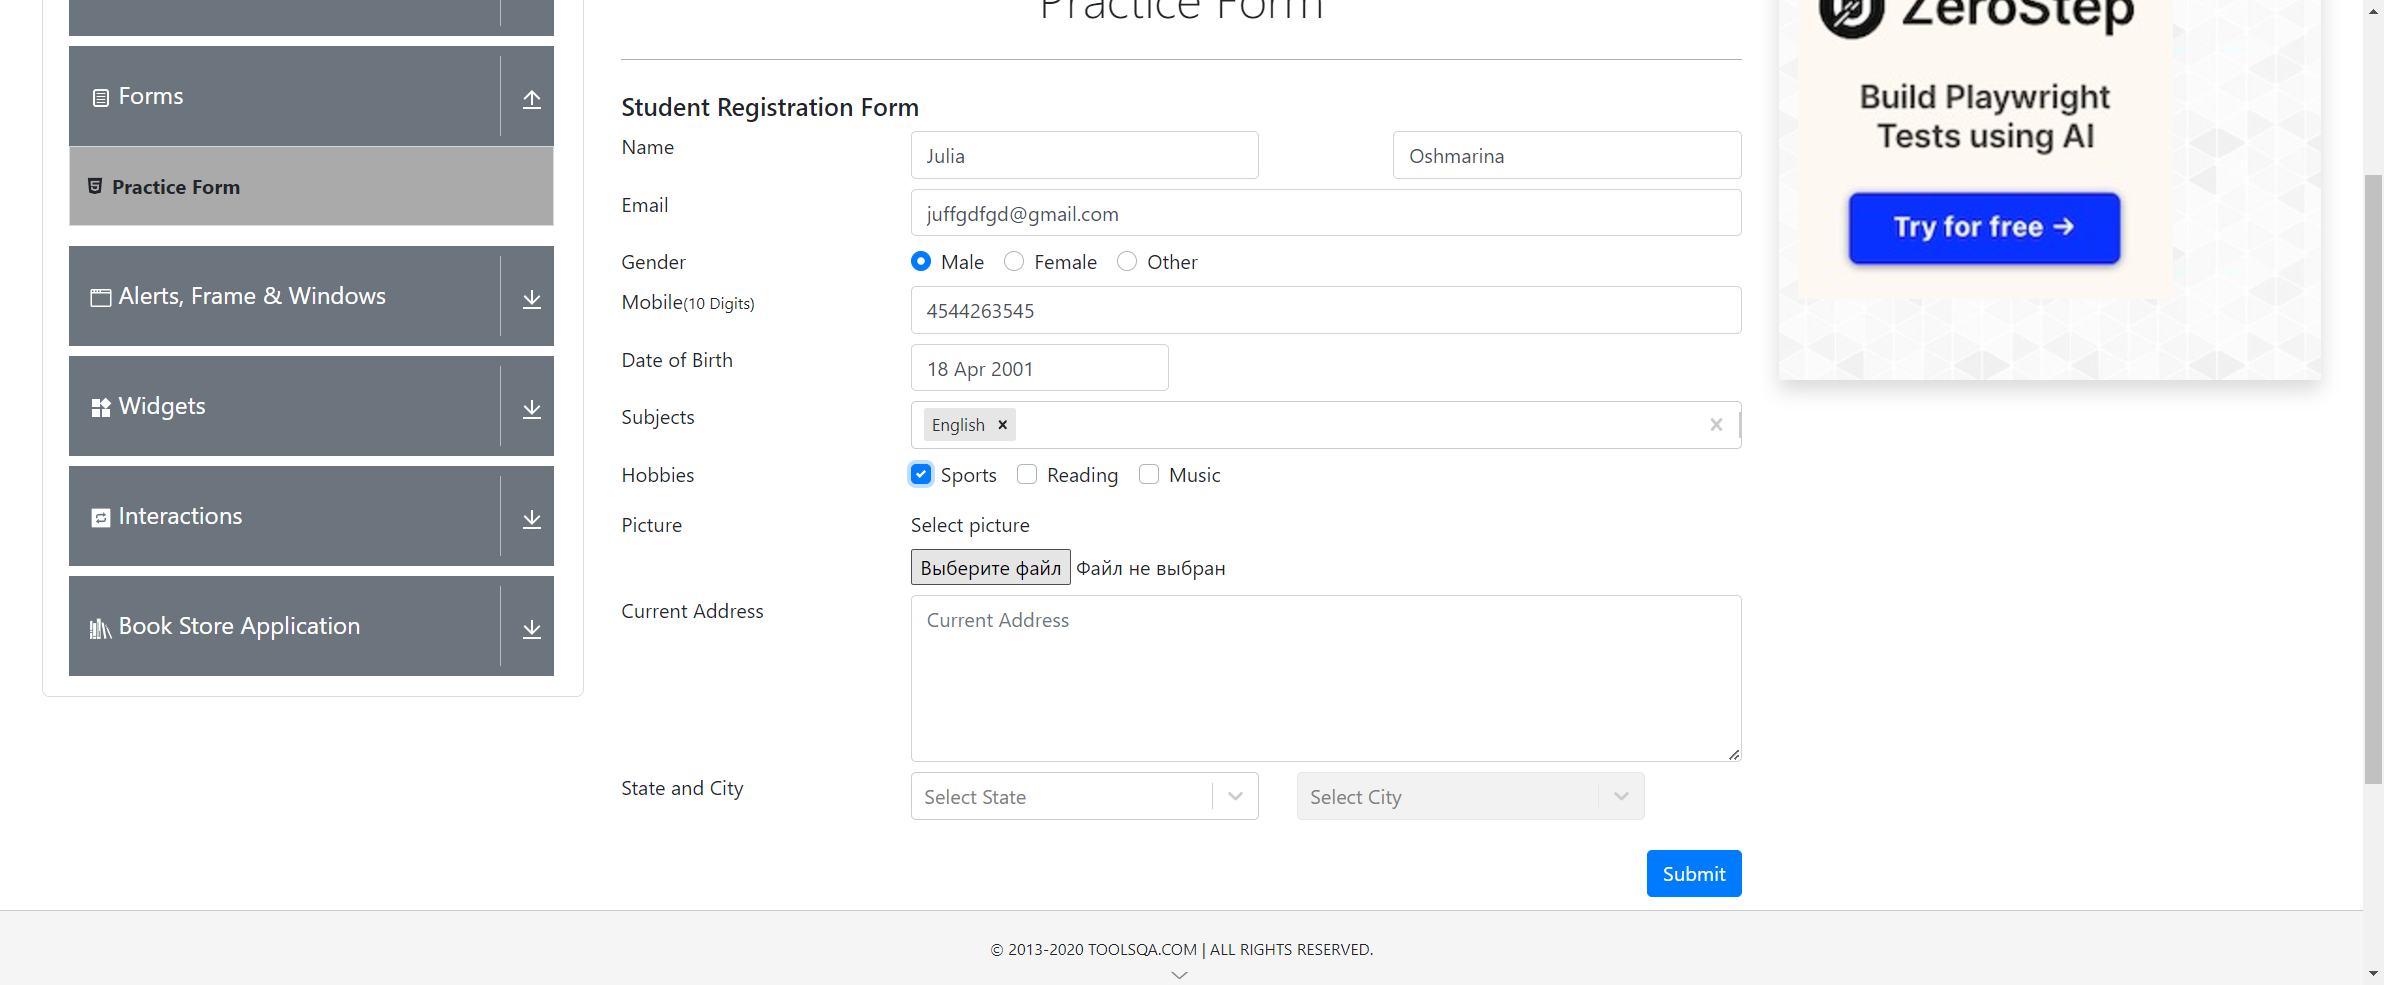 Practice Form
ZeroStep
Forms
Practice Form
Alerts, Frame & Windows
Widgets
Interactions
Book Store Application
Student Registration Form
Name
Julia
Oshmarina
Email
juffgdfgd@gmail.com
Gender
Male
Female
Other
Mobile(10 Digits)
4544263545
Date of Birth
18 Apr 2001
Subjects
English ×
Hobbies
Sports
Reading
Music
Picture
Select picture
Выберите файл Файл не выбран
Current Address
Current Address
State and City
Select State
Select City
Submit
Build Playwright
Tests using AI
Try for free →
© 2013-2020 TOOLSQA.COM | ALL RIGHTS RESERVED.